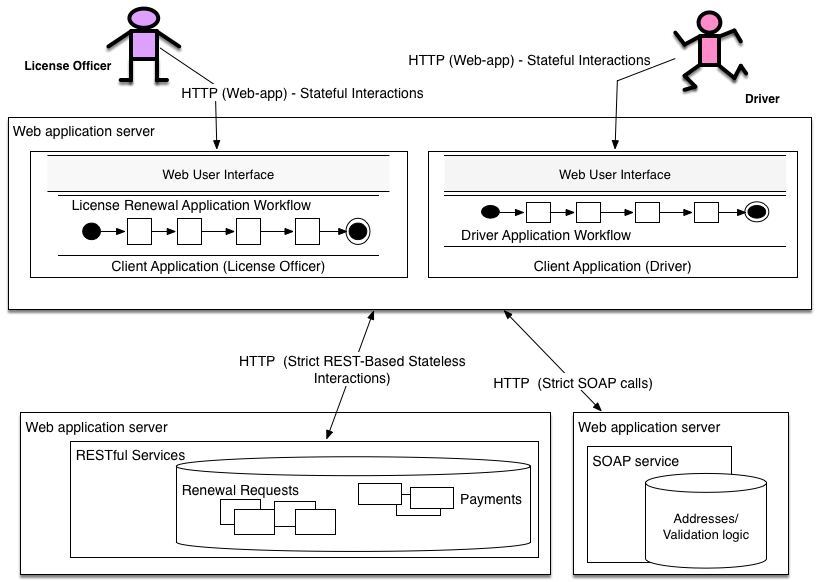 License Officer
HTTP (Web-app) - Stateful Interactions
HTTP (Web-app) - Stateful Interactions
Driver
Web application server
Web User Interface
License Renewal Application Workflow
Client Application (License Officer)
Web User Interface
Driver Application Workflow
Client Application (Driver)
HTTP (Strict REST-Based Stateless
Interactions)
HTTP (Strict SOAP calls)
Web application server
RESTful Services
Renewal Requests
Payments
Web application server
SOAP service
Addresses/
Validation logic